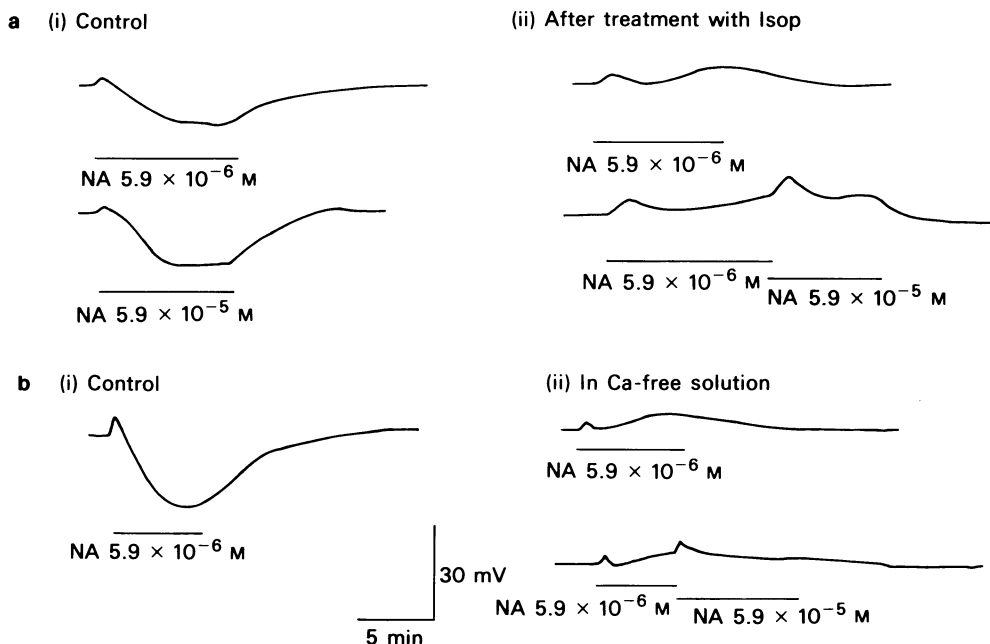 a (i) Control
(ii) After treatment with Isop
NA 5.9 × 10⁻⁶ M
NA 5.9 × 10⁻⁶ M
NA 5.9 × 10⁻⁵ M
NA 5.9 × 10⁻⁶ M
NA 5.9 × 10⁻⁵ M
b (i) Control
(ii) In Ca-free solution
NA 5.9 × 10⁻⁶ M
NA 5.9 × 10⁻⁶ M
30 mV
5 min
NA 5.9 × 10⁻⁶ M
NA 5.9 × 10⁻⁵ M